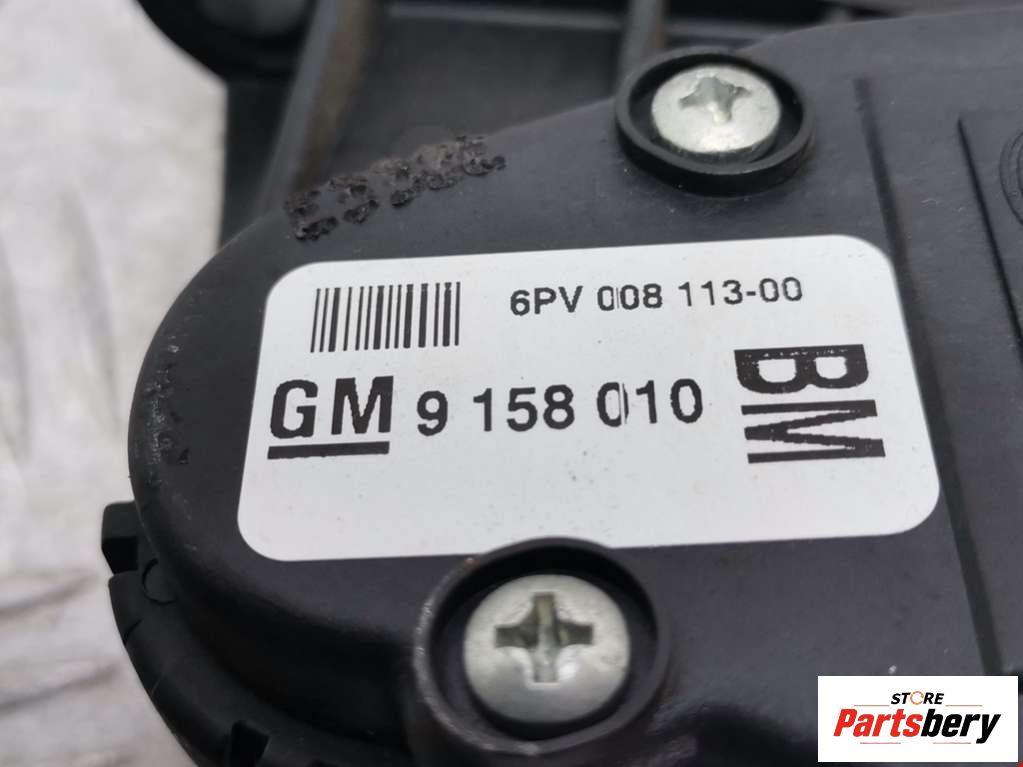 6PV 008 113-00
GM 9 158 010
BM
STORE
Partsbery